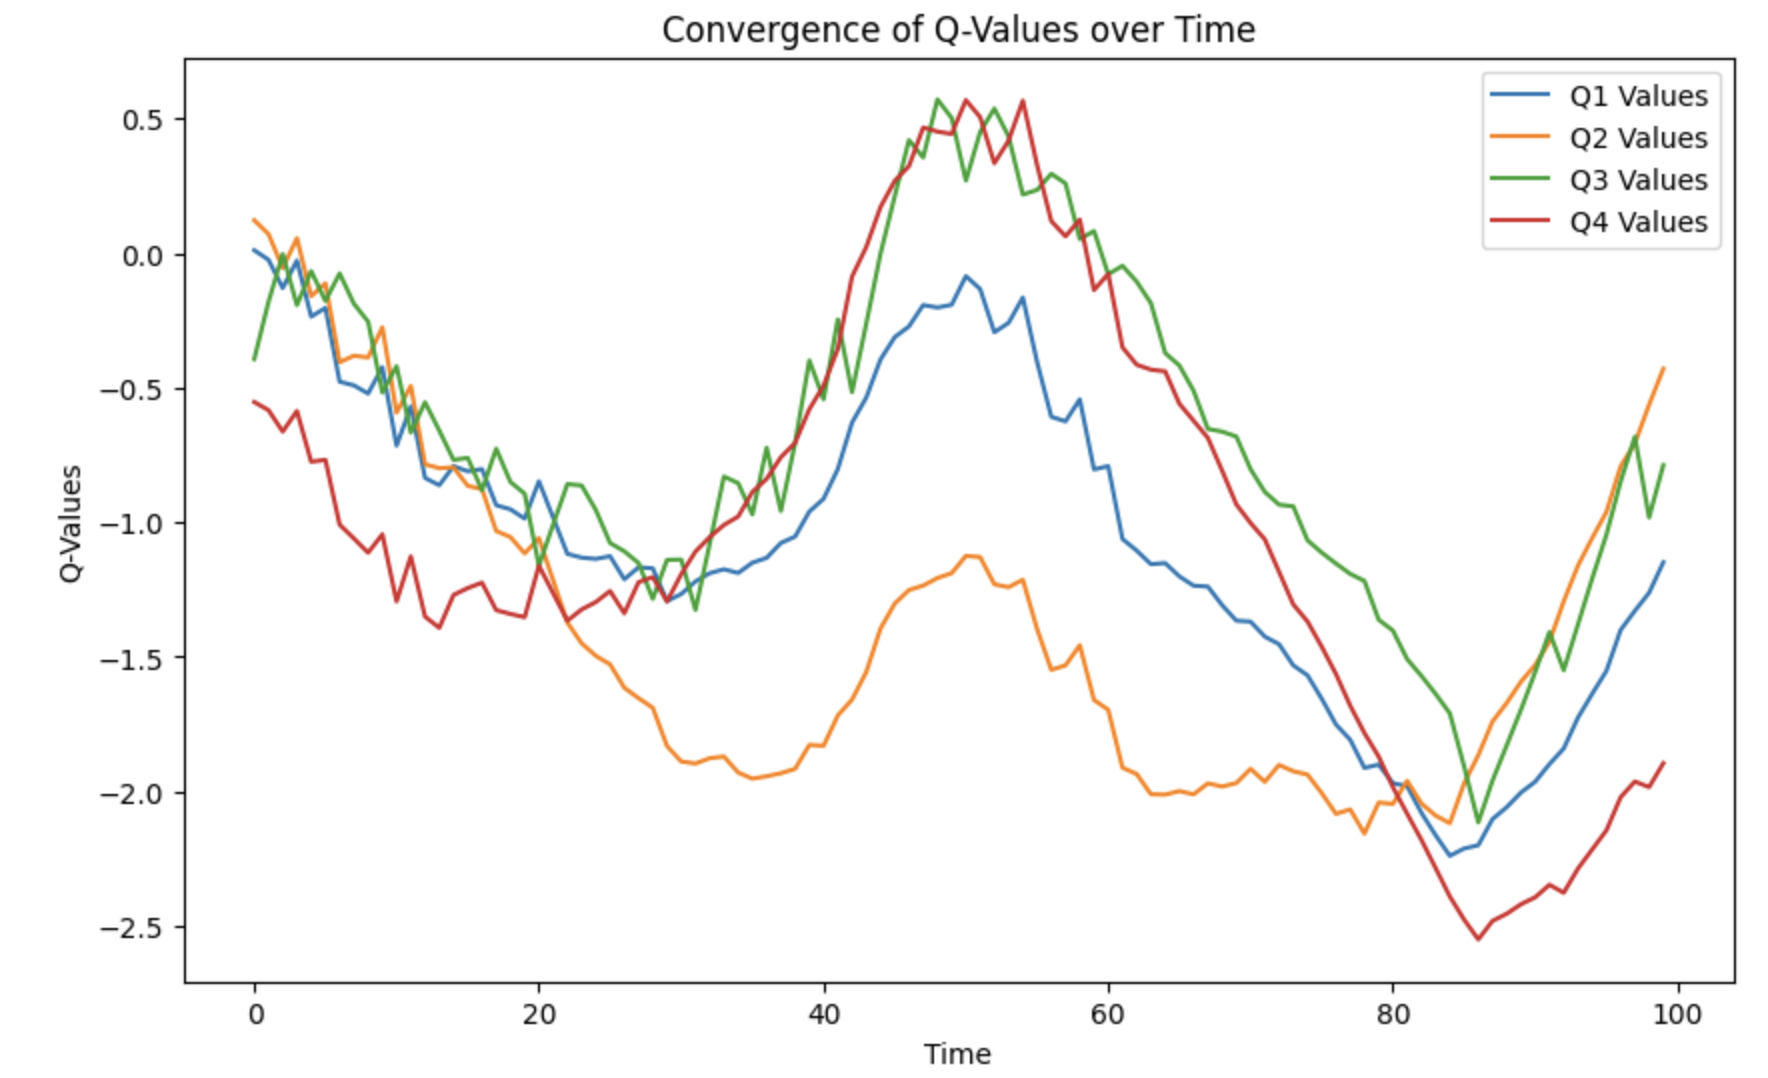 Convergence of Q-Values over Time
Q1 Values
Q2 Values
Q3 Values
Q4 Values
Q-Values
0.5
0.0
−0.5
−1.0
−1.5
−2.0
−2.5
0 20 40 60 80 100
Time